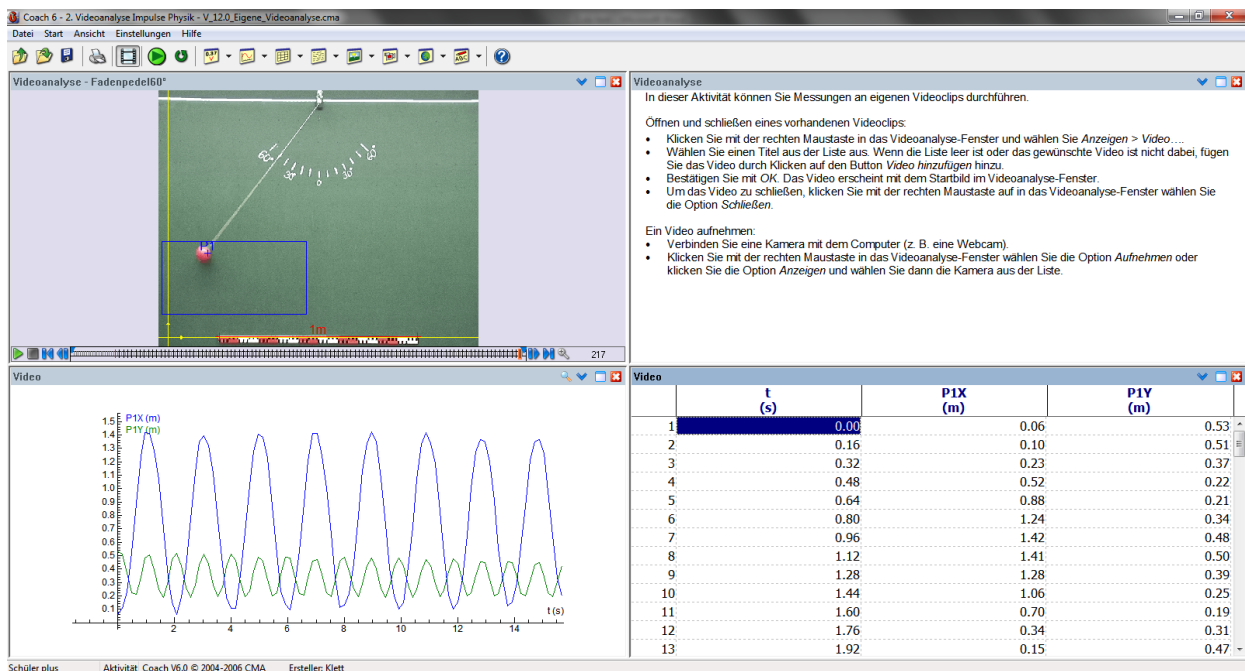 Coach 6 - 2. Videoanalyse Impulse Physik - V_12.0_Eigene_Videoanalyse.cma
Datei Start Ansicht Einstellungen Hilfe
Videoanalyse - Fadenpedel60°
P1
60
30
0
30
60
1m
217
Videoanalyse
In dieser Aktivität können Sie Messungen an eigenen Videoclips durchführen.
Öffnen und schließen eines vorhandenen Videoclips:
• Klicken Sie mit der rechten Maustaste in das Videoanalyse-Fenster und wählen Sie Anzeigen > Video….
• Wählen Sie einen Titel aus der Liste aus. Wenn die Liste leer ist oder das gewünschte Video ist nicht dabei, fügen
Sie das Video durch Klicken auf den Button Video hinzufügen hinzu.
• Bestätigen Sie mit OK. Das Video erscheint mit dem Startbild im Videoanalyse-Fenster.
• Um das Video zu schließen, klicken Sie mit der rechten Maustaste auf in das Videoanalyse-Fenster wählen Sie
die Option Schließen.
Ein Video aufnehmen:
• Verbinden Sie eine Kamera mit dem Computer (z. B. eine Webcam).
• Klicken Sie mit der rechten Maustaste in das Videoanalyse-Fenster wählen Sie die Option Aufnehmen oder
klicken Sie die Option Anzeigen und wählen Sie dann die Kamera aus der Liste.
Video
P1X (m)
P1Y (m)
1.5
1.4
1.3
1.2
1.1
1.0
0.9
0.8
0.7
0.6
0.5
0.4
0.3
0.2
0.1
t (s)
2 4 6 8 10 12 14
Video
t P1X P1Y
(s) (m) (m)
1 0.00 0.06 0.53
2 0.16 0.10 0.51
3 0.32 0.23 0.37
4 0.48 0.52 0.22
5 0.64 0.88 0.21
6 0.80 1.24 0.34
7 0.96 1.42 0.48
8 1.12 1.41 0.50
9 1.28 1.28 0.39
10 1.44 1.06 0.25
11 1.60 0.70 0.19
12 1.76 0.34 0.31
13 1.92 0.15 0.47
Schüler plus Aktivität Coach V6.0 © 2004-2006 CMA Ersteller: Klett